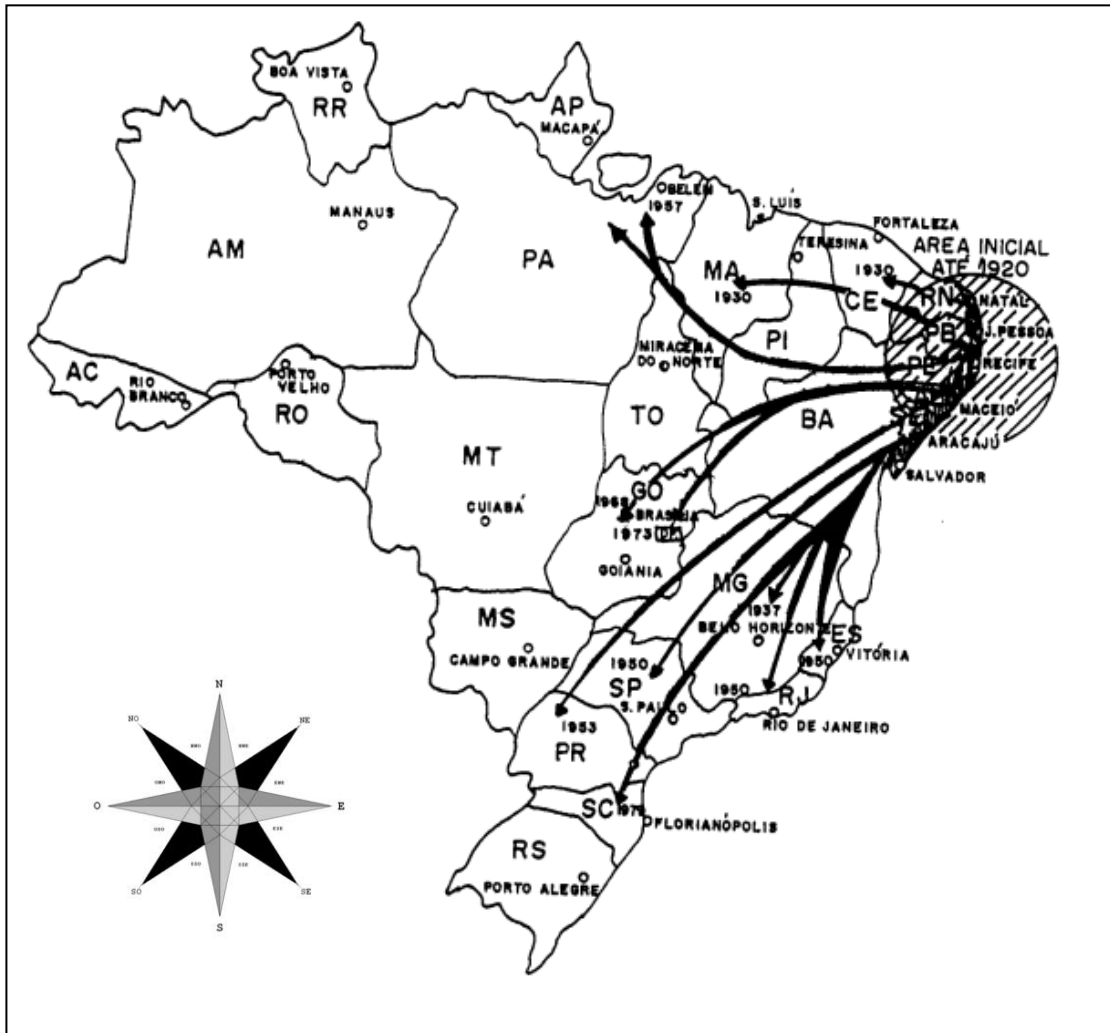 BOA VISTA
RR
AP
MACAPÁ
BELÉM
1957
S. LUÍS
FORTALEZA
MANAUS
TERESINA
AREA INICIAL
ATÉ 1920
AM
PA
MA
1930
1930
CE
RN
NATAL
PB
J. PESSOA
PI
MIRACEMA
DO NORTE
PE
RECIFE
AC
RIO
BRANCO
PORTO
VELHO
RO
TO
BA
MACEIÓ
ARACAJÚ
SALVADOR
MT
CUIABÁ
GO
BRASÍLIA
1973
DF
GOIÂNIA
MG
1937
BELO HORIZONTE
ES
1950
VITÓRIA
MS
CAMPO GRANDE
1950
SP
S. PAULO
1950
RJ
RIO DE JANEIRO
1953
PR
SC
FLORIANÓPOLIS
RS
PORTO ALEGRE
N
NO
NE
O
E
SO
SE
S